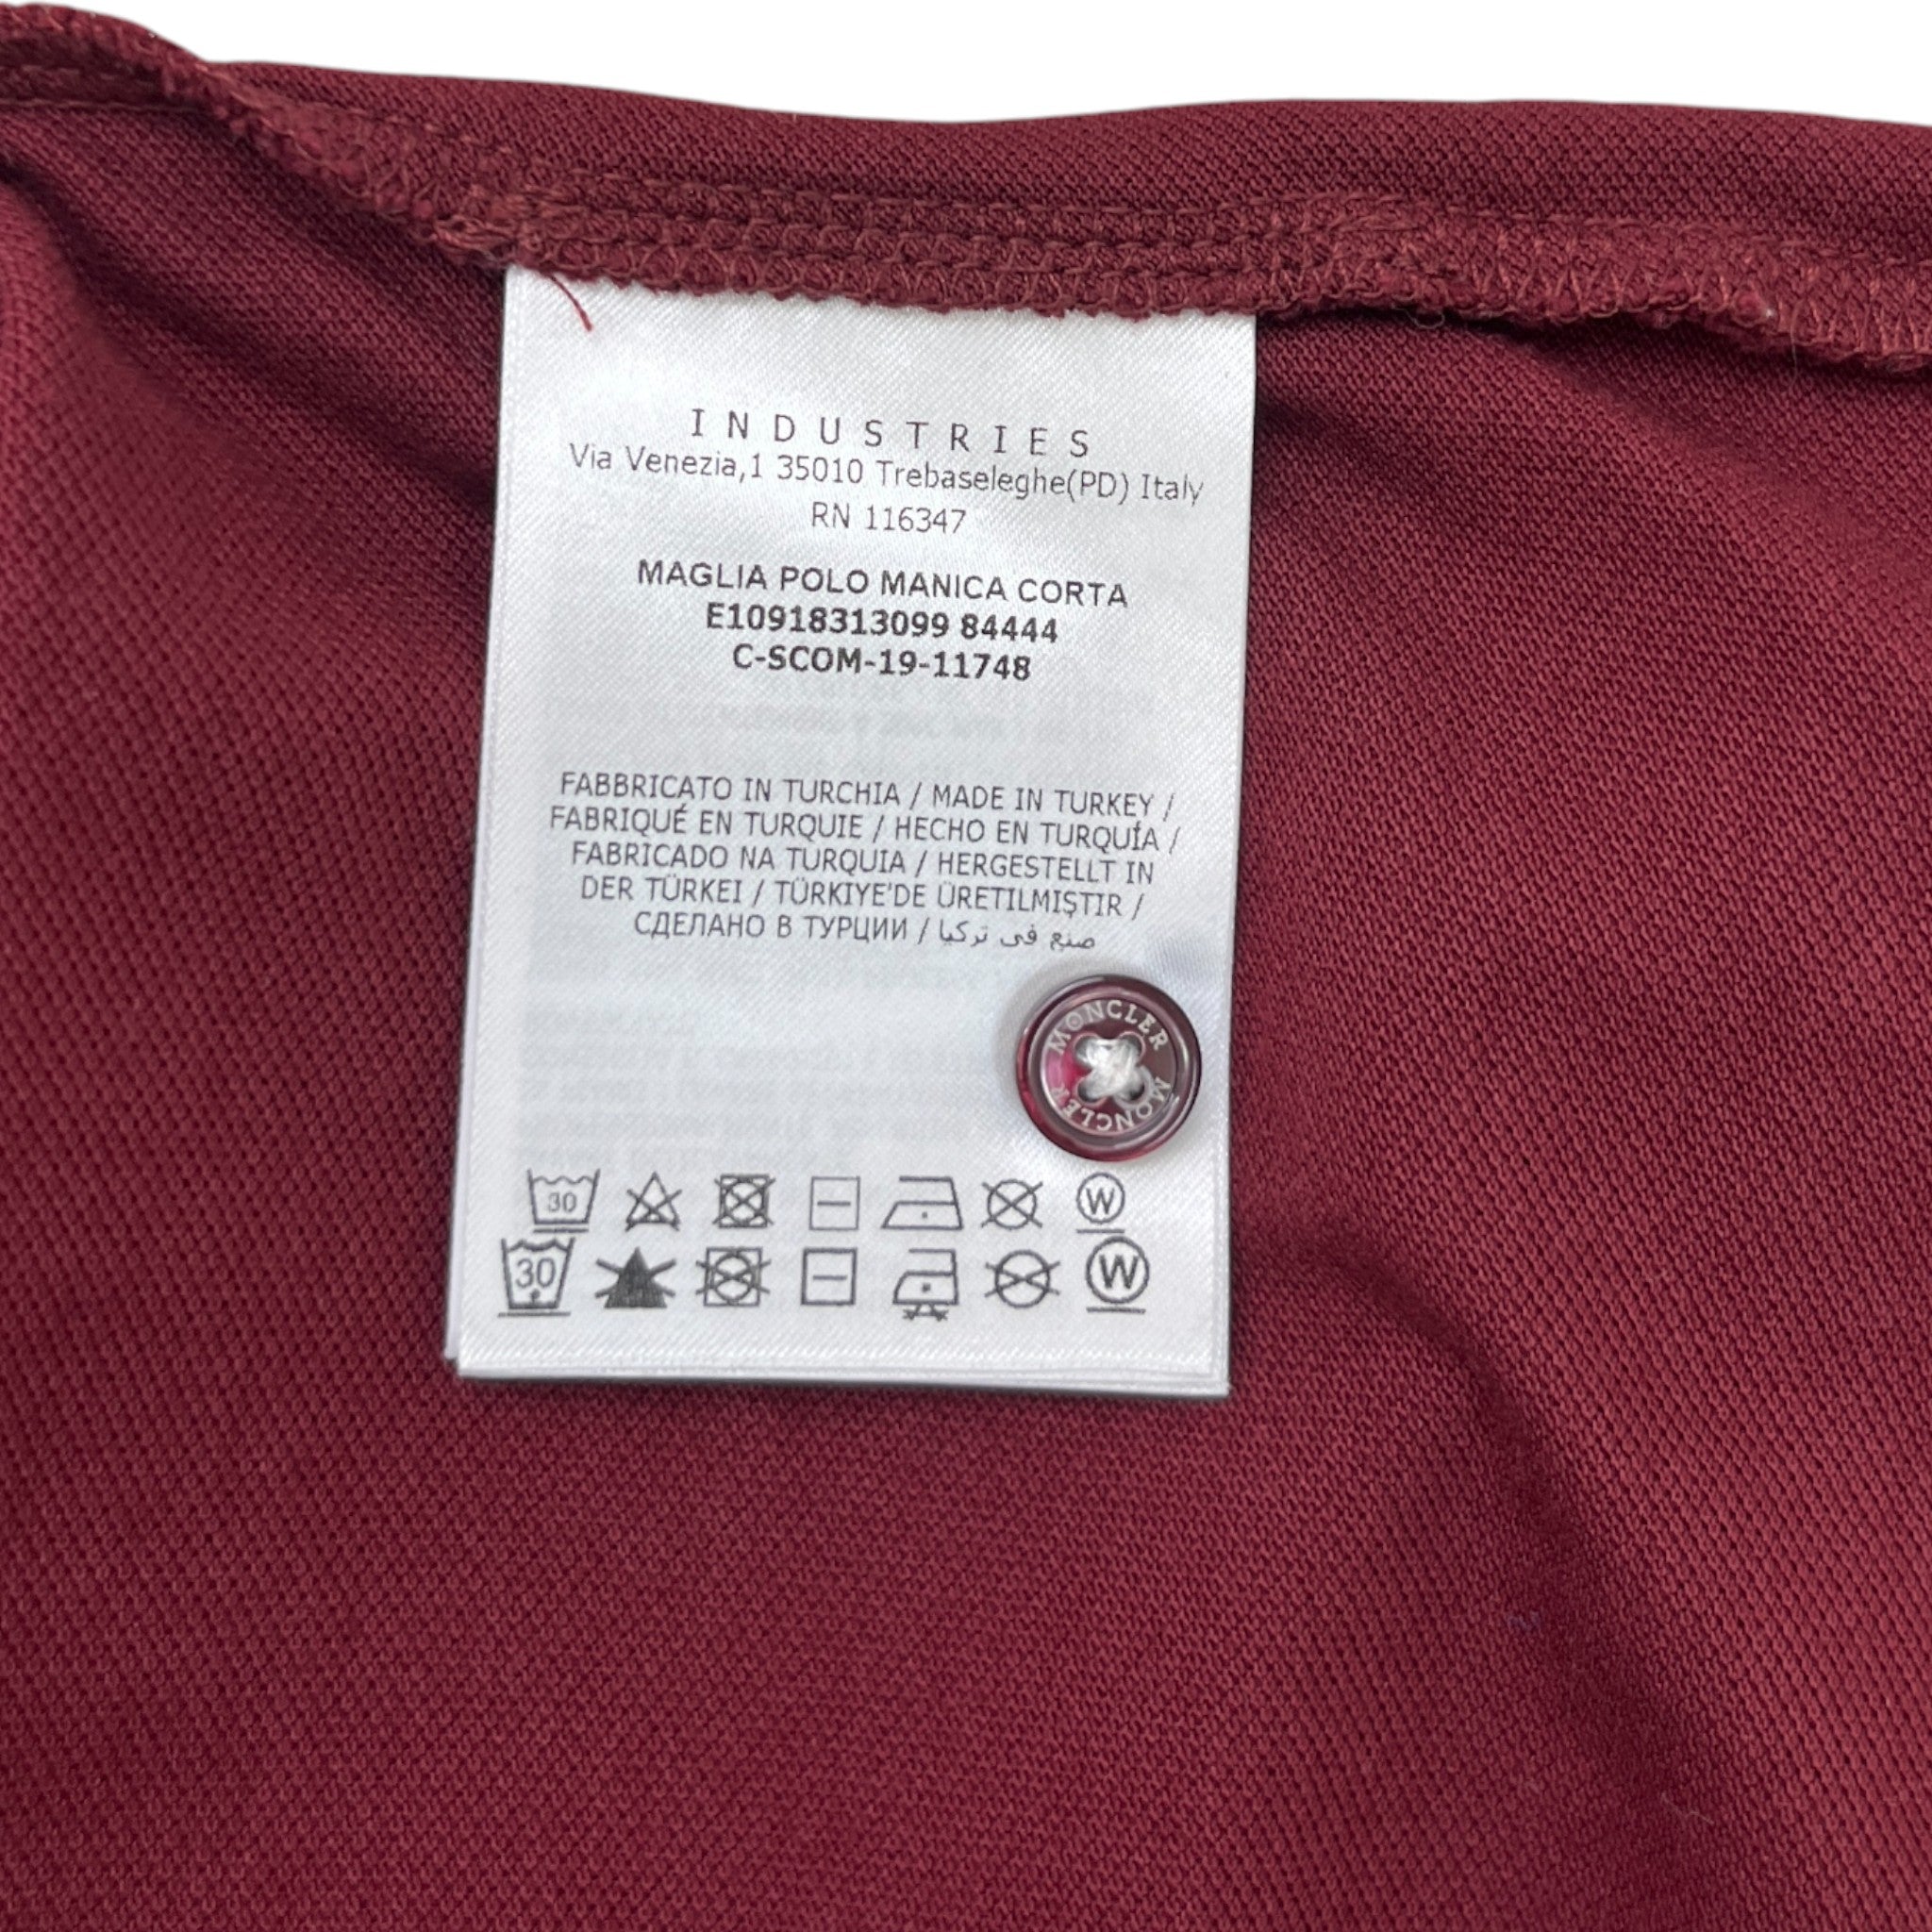 INDUSTRIES
Via Venezia,1 35010 Trebaseleghe(PD) Italy
RN 116347
MAGLIA POLO MANICA CORTA
E10918313099 84444
C-SCOM-19-11748
FABBRICATO IN TURCHIA / MADE IN TURKEY /
FABRIQUÉ EN TURQUIE / HECHO EN TURQUÍA /
FABRICADO NA TURQUIA / HERGESTELLT IN
DER TÜRKEI / TÜRKIYE'DE ÜRETILMIŞTIR /
СДЕЛАНО В ТУРЦИИ / صنع في تركيا
MONCLER
MONCLER
30 W
30 W